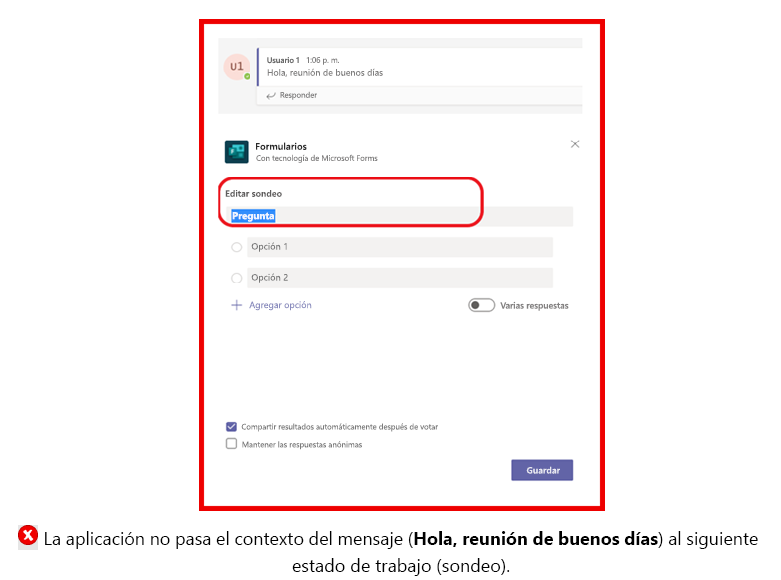 U1
Usuario 1 1:06 p. m.
Hola, reunión de buenos días
Responder
Formularios
Con tecnología de Microsoft Forms
Editar sondeo
Pregunta
Opción 1
Opción 2
Agregar opción
Varias respuestas
Compartir resultados automáticamente después de votar
Mantener las respuestas anónimas
Guardar
La aplicación no pasa el contexto del mensaje (Hola, reunión de buenos días) al siguiente
estado de trabajo (sondeo).